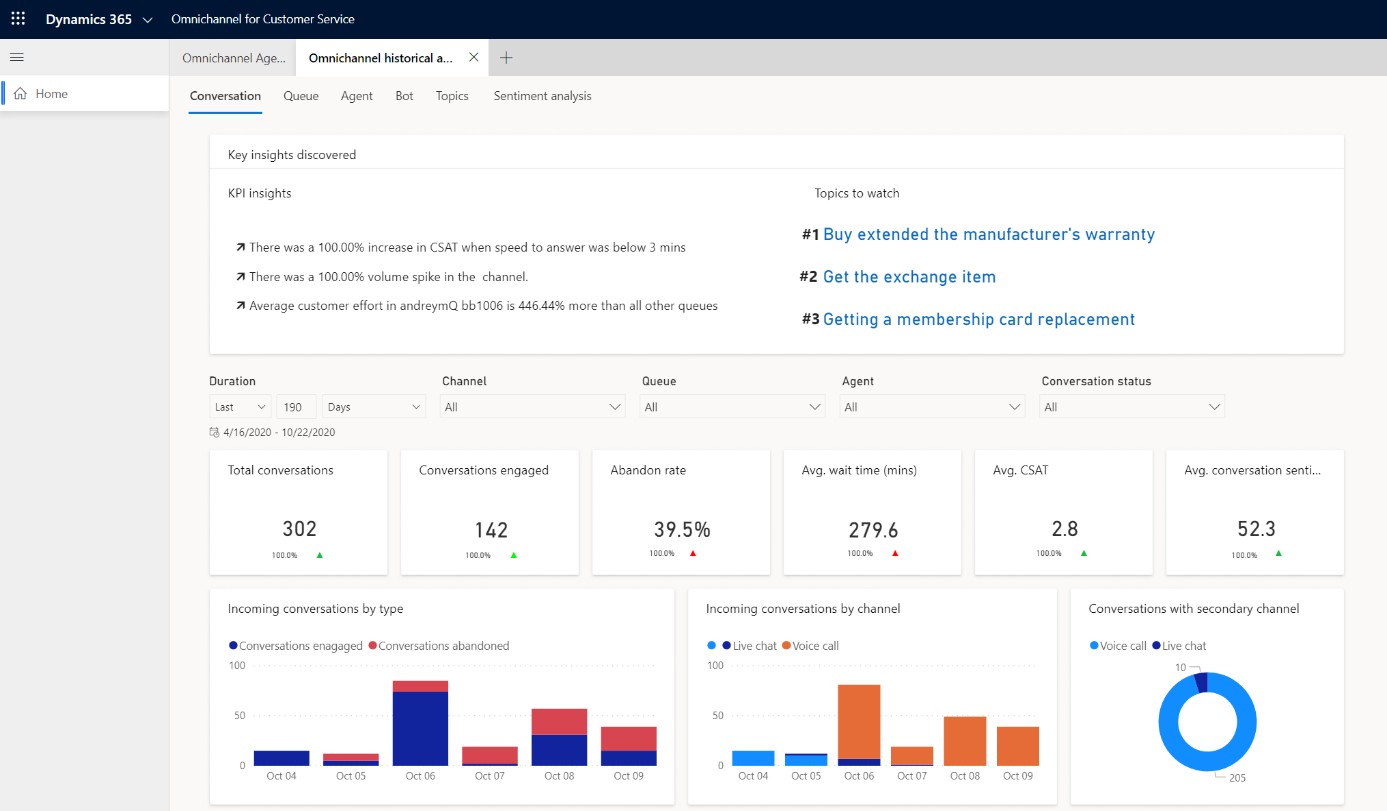 Dynamics 365 Omnichannel for Customer Service
Omnichannel Age... Omnichannel historical a...
Home
Conversation Queue Agent Bot Topics Sentiment analysis
Key insights discovered
KPI insights
There was a 100.00% increase in CSAT when speed to answer was below 3 mins
There was a 100.00% volume spike in the channel.
Average customer effort in andreymQ bb1006 is 446.44% more than all other queues
Topics to watch
#1 Buy extended the manufacturer's warranty
#2 Get the exchange item
#3 Getting a membership card replacement
Duration Channel Queue Agent Conversation status
Last 190 Days All All All All
4/16/2020 - 10/22/2020
Total conversations
302
100.0%
Conversations engaged
142
100.0%
Abandon rate
39.5%
100.0%
Avg. wait time (mins)
279.6
100.0%
Avg. CSAT
2.8
100.0%
Avg. conversation senti...
52.3
100.0%
Incoming conversations by type
Conversations enagaged Conversations abandoned
100
50
0
Oct 04 Oct 05 Oct 06 Oct 07 Oct 08 Oct 09
Incoming conversations by channel
Live chat Voice call
100
50
0
Oct 04 Oct 05 Oct 06 Oct 07 Oct 08 Oct 09
Conversations with secondary channel
Voice call Live chat
10
205